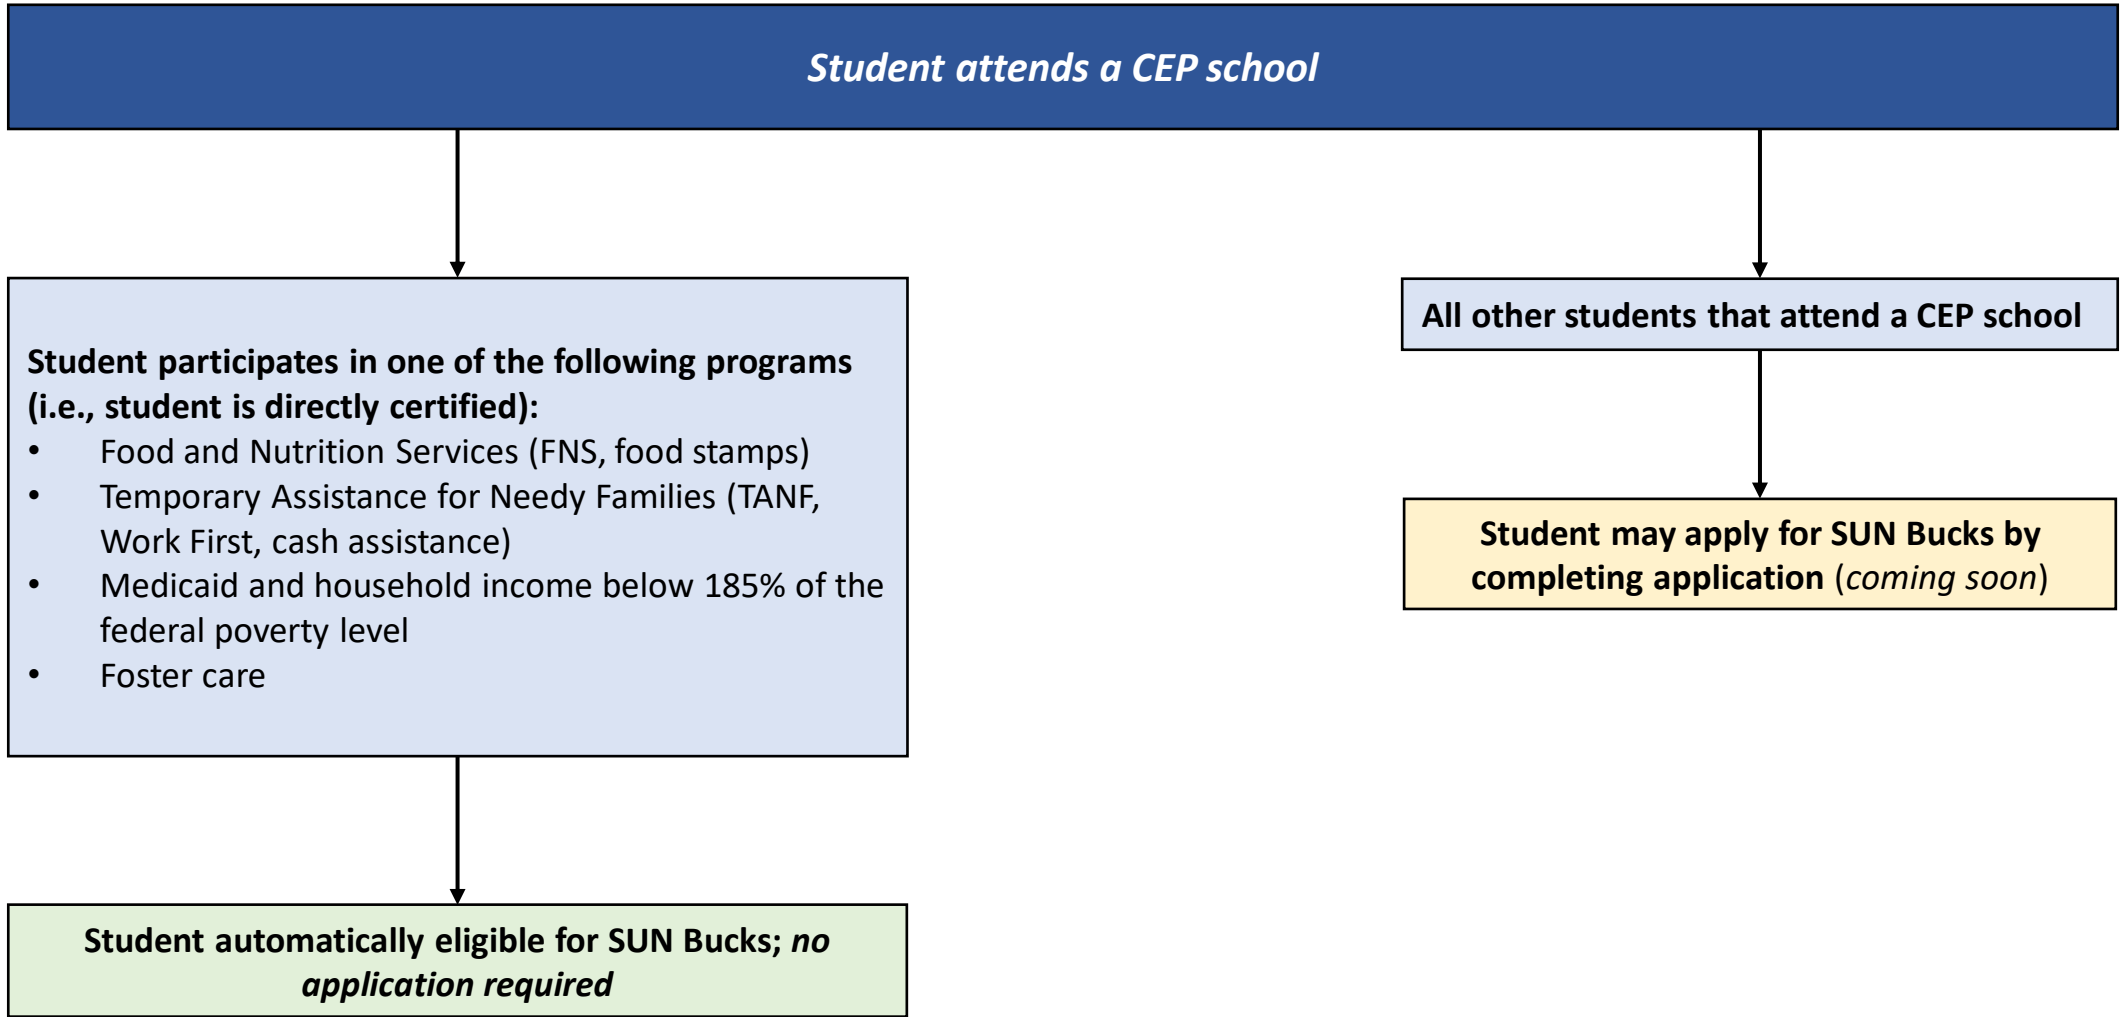 Student attends a CEP school
Student participates in one of the following programs
(i.e., student is directly certified):
• Food and Nutrition Services (FNS, food stamps)
• Temporary Assistance for Needy Families (TANF,
Work First, cash assistance)
• Medicaid and household income below 185% of the
federal poverty level
• Foster care
Student automatically eligible for SUN Bucks; no
application required
All other students that attend a CEP school
Student may apply for SUN Bucks by
completing application (coming soon)